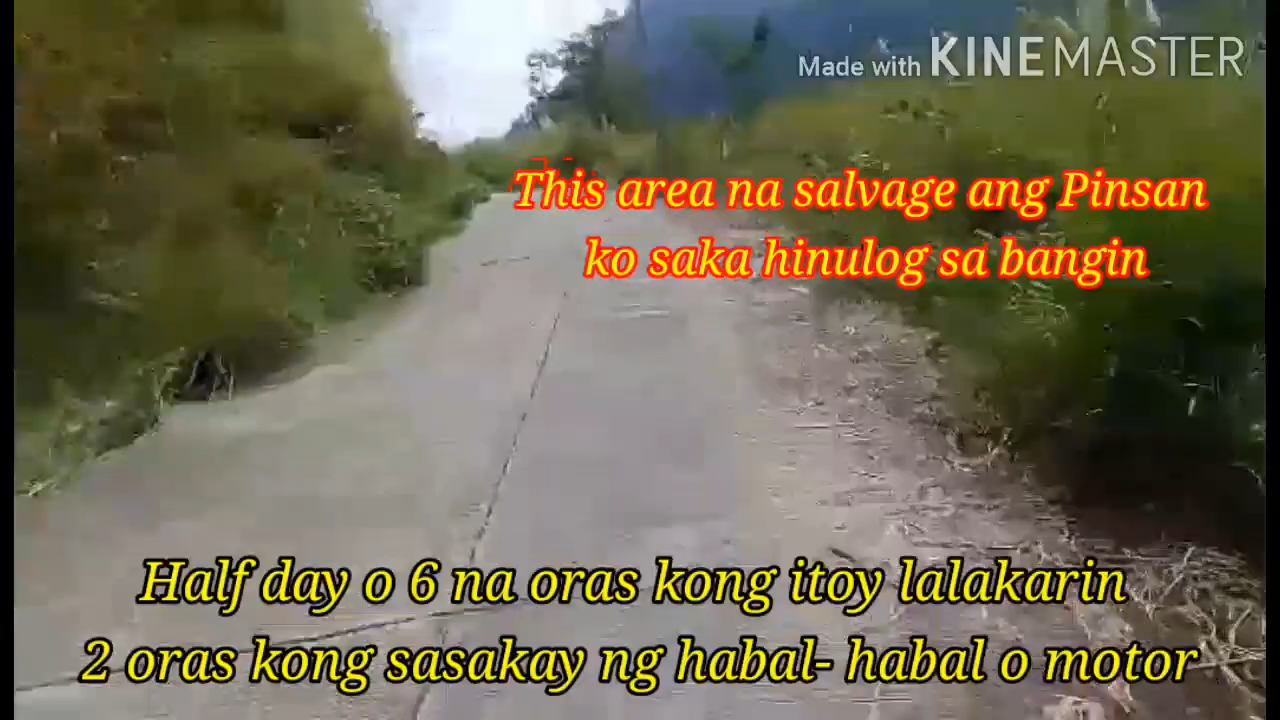 Made with KINEMASTER
This area na salvage ang Pinsan
ko saka hinulog sa bangin
Half day o 6 na oras kong itoy lalakarin
2 oras kong sasakay ng habal- habal o motor